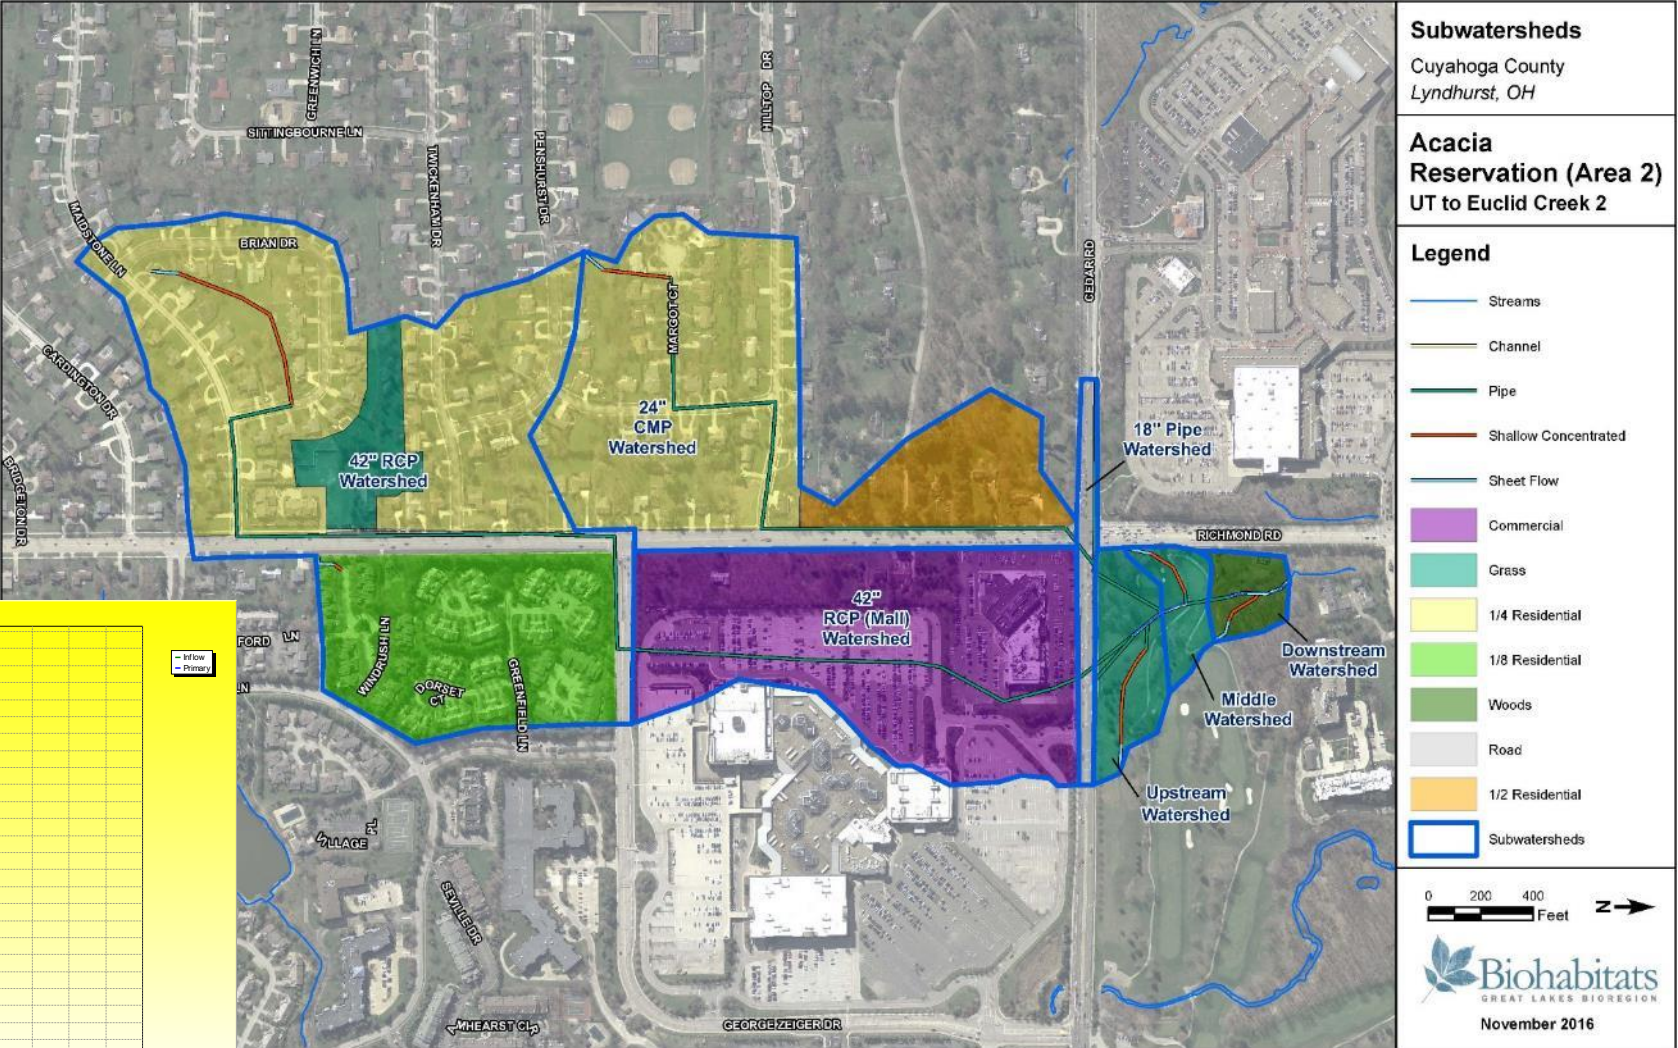 GREENWICH LN
SITTINGBOURNE LN
TWICKENHAM DR
PENSHURST DR
HILLTOP DR
MAIDSTONE LN
BRIAN DR
CEDAR RD
MARGOT CT
CARDINGTON DR
BRIDGETON DR
24"
CMP
Watershed
42" RCP
Watershed
18" Pipe
Watershed
RICHMOND RD
42"
RCP (Mall)
Watershed
Downstream
Watershed
Middle
Watershed
Upstream
Watershed
FORD LN
LN
WINDRUSH LN
DORSET
CT
GREENFIELD LN
VILLAGE PL
SEVILLE DR
AMHEARST CLR
GEORGE ZEIGER DR
Inflow
Primary
Subwatersheds
Cuyahoga County
Lyndhurst, OH
Acacia
Reservation (Area 2)
UT to Euclid Creek 2
Legend
Streams
Channel
Pipe
Shallow Concentrated
Sheet Flow
Commercial
Grass
1/4 Residential
1/8 Residential
Woods
Road
1/2 Residential
Subwatersheds
0 200 400
Feet
N
Biohabitats
GREAT LAKES BIOREGION
November 2016